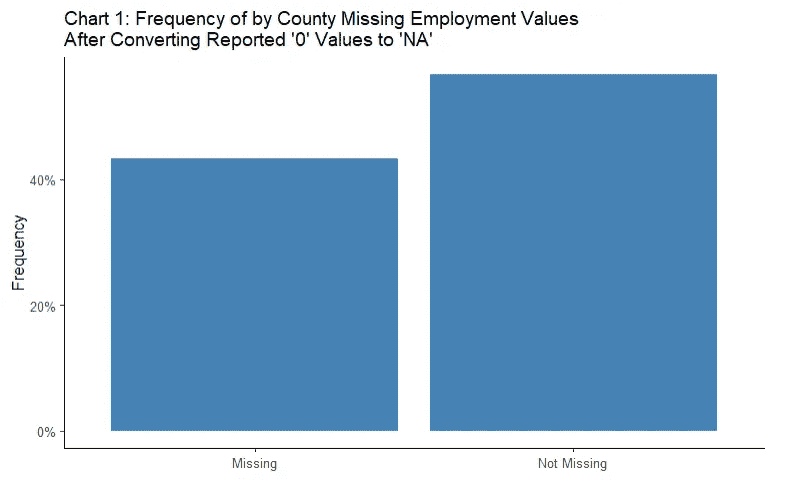 Chart 1: Frequency of by County Missing Employment Values
After Converting Reported '0' Values to 'NA'
Frequency
40%
20%
0%
Missing
Not Missing